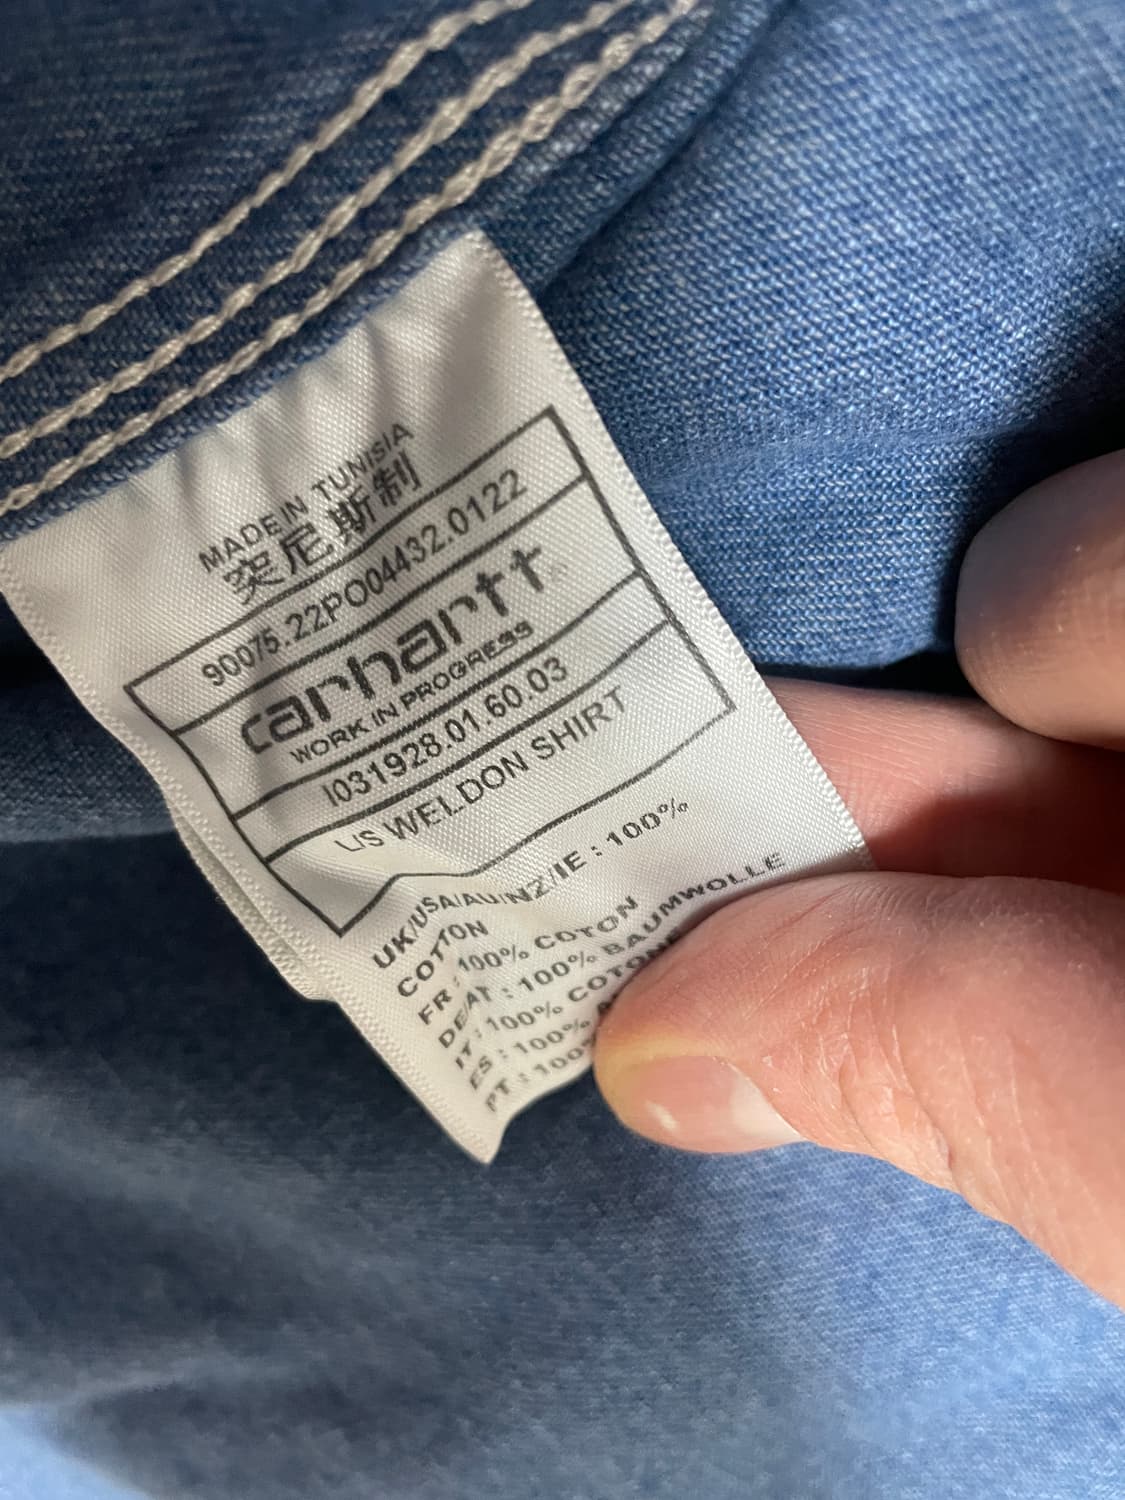 MADE IN TUNISIA
突尼斯制
90075.22PO04432.0122
carhartt
WORK IN PROGRESS
I031928.01.60.03
L/S WELDON SHIRT
UK/USA/AU/NZ/IE : 100%
COTTON
FR : 100% COTON
DE/AT : 100% BAUMWOLLE
IT : 100% COTONE
ES : 100%
PT : 100%